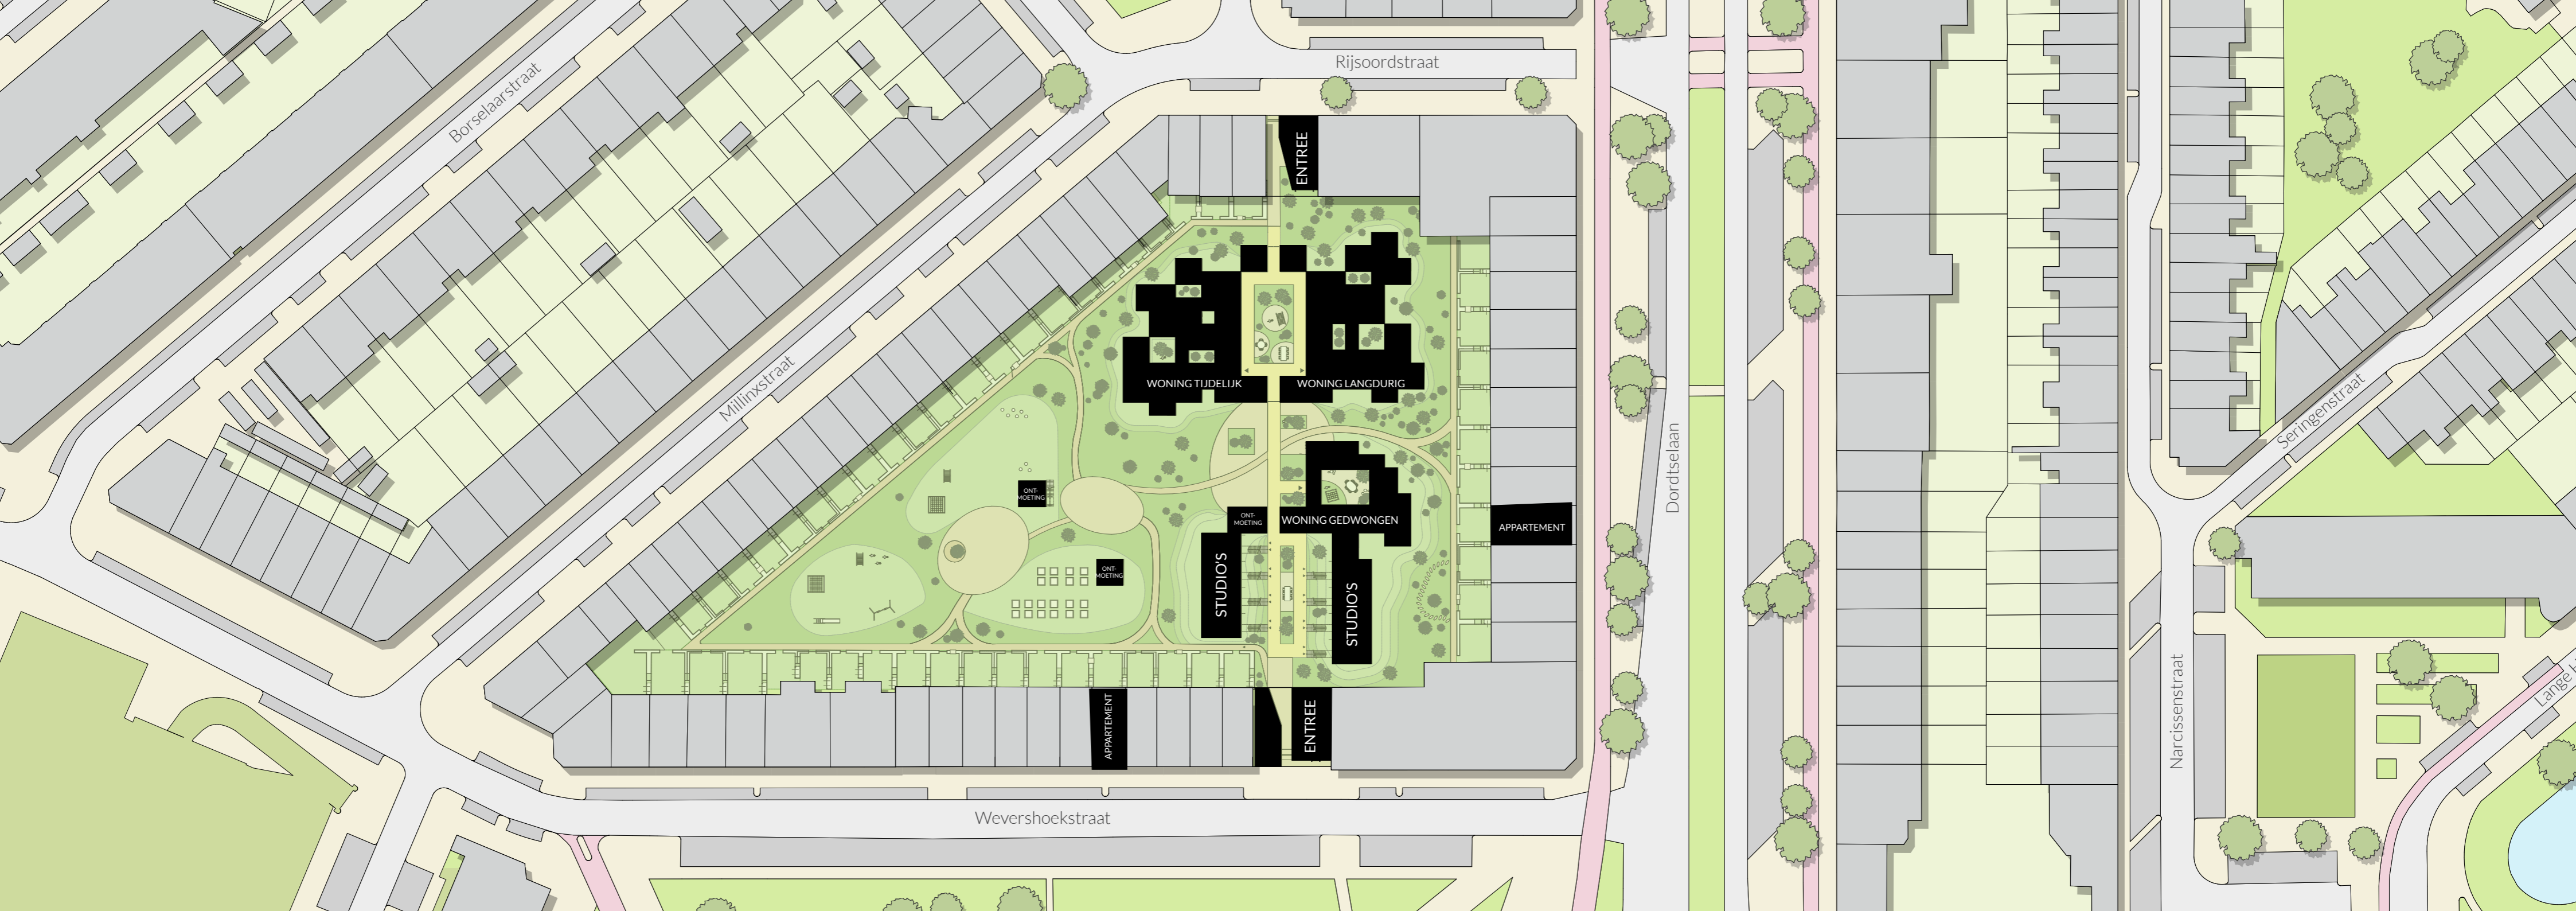 Rijsoordstraat
Borselaarstraat
ENTREE
Millinxstraat
WONING TIJDELIJK
WONING LANGDURIG
Seringenstraat
Dordtselaan
ONT-
MOETING
ONT-
MOETING
WONING GEDWONGEN
APPARTEMENT
ONT-
MOETING
STUDIO'S
STUDIO'S
Narcissenstraat
Lange
APPARTEMENT
ENTREE
Wevershoekstraat